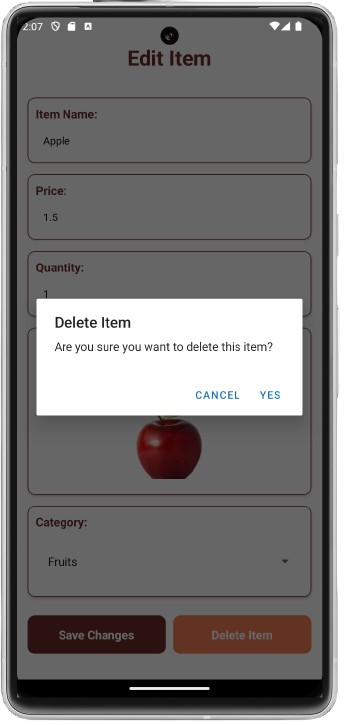 2:07
Edit Item
Item Name:
Apple
Price:
1.5
Quantity:
1
Delete Item
Are you sure you want to delete this item?
CANCEL YES
Category:
Fruits
Save Changes Delete Item